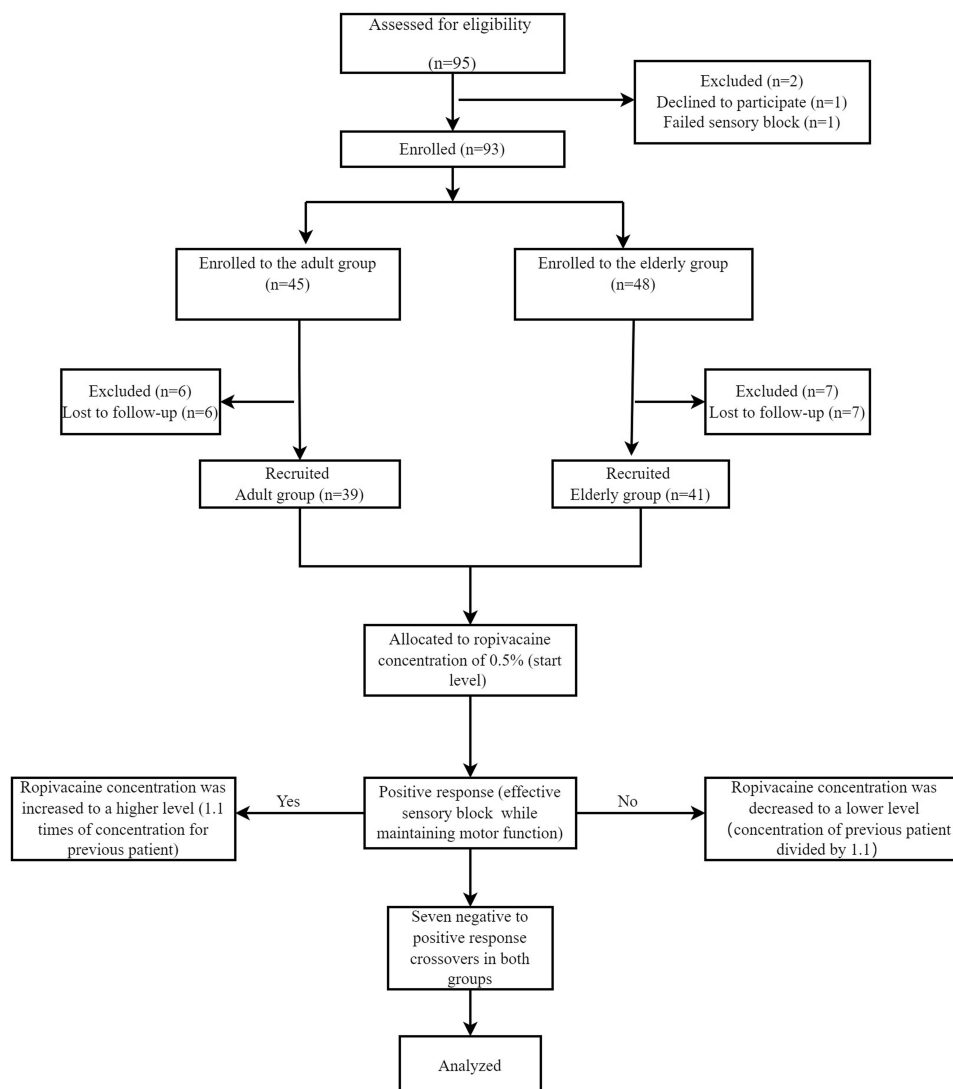 Assessed for eligibility
(n=95)
Excluded (n=2)
Declined to participate (n=1)
Failed sensory block (n=1)
Enrolled (n=93)
Enrolled to the adult group
(n=45)
Enrolled to the elderly group
(n=48)
Excluded (n=6)
Lost to follow-up (n=6)
Excluded (n=7)
Lost to follow-up (n=7)
Recruited
Adult group (n=39)
Recruited
Elderly group (n=41)
Allocated to ropivacaine
concentration of 0.5% (start
level)
Ropivacaine concentration was
increased to a higher level (1.1
times of concentration for
previous patient)
Yes
Positive response (effective
sensory block while
maintaining motor function)
No
Ropivacaine concentration was
decreased to a lower level
(concentration of previous patient
divided by 1.1)
Seven negative to
positive response
crossovers in both
groups
Analyzed